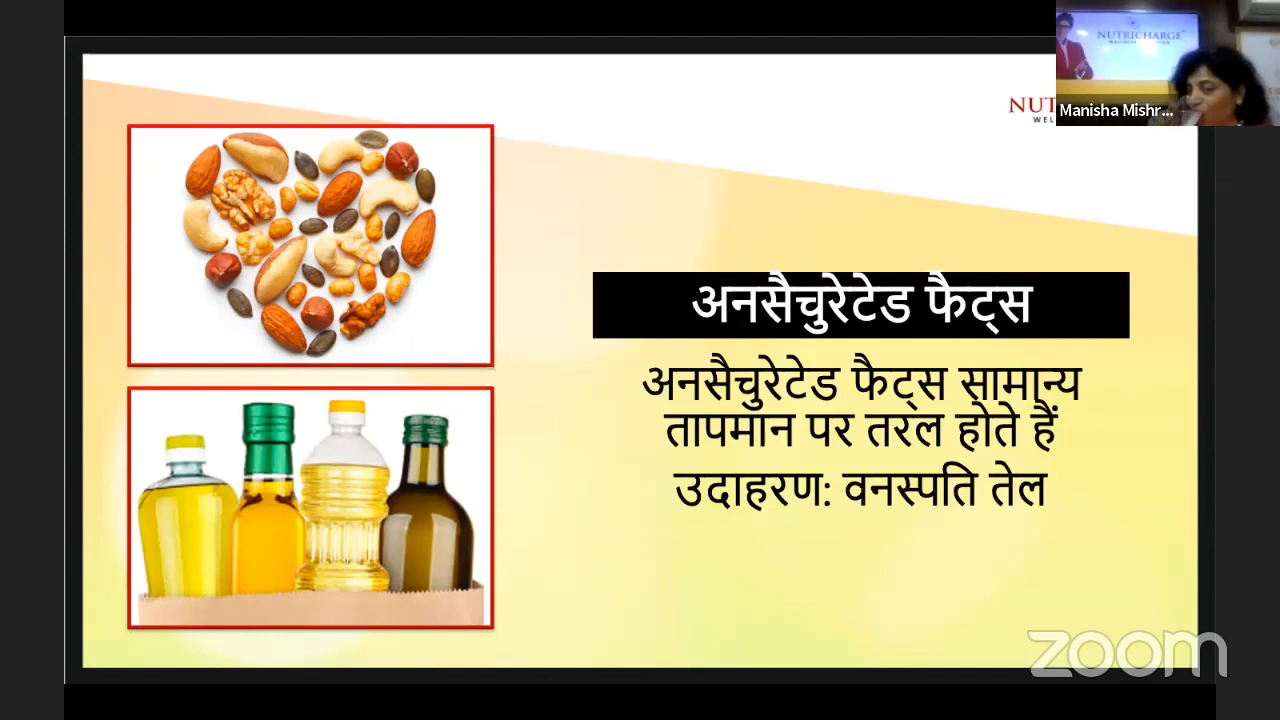 NUTRICHARGE
Manisha Mishr...
अनसैचुरेटेड फैट्स
अनसैचुरेटेड फैट्स सामान्य
तापमान पर तरल होते हैं
उदाहरण: वनस्पति तेल
zoom